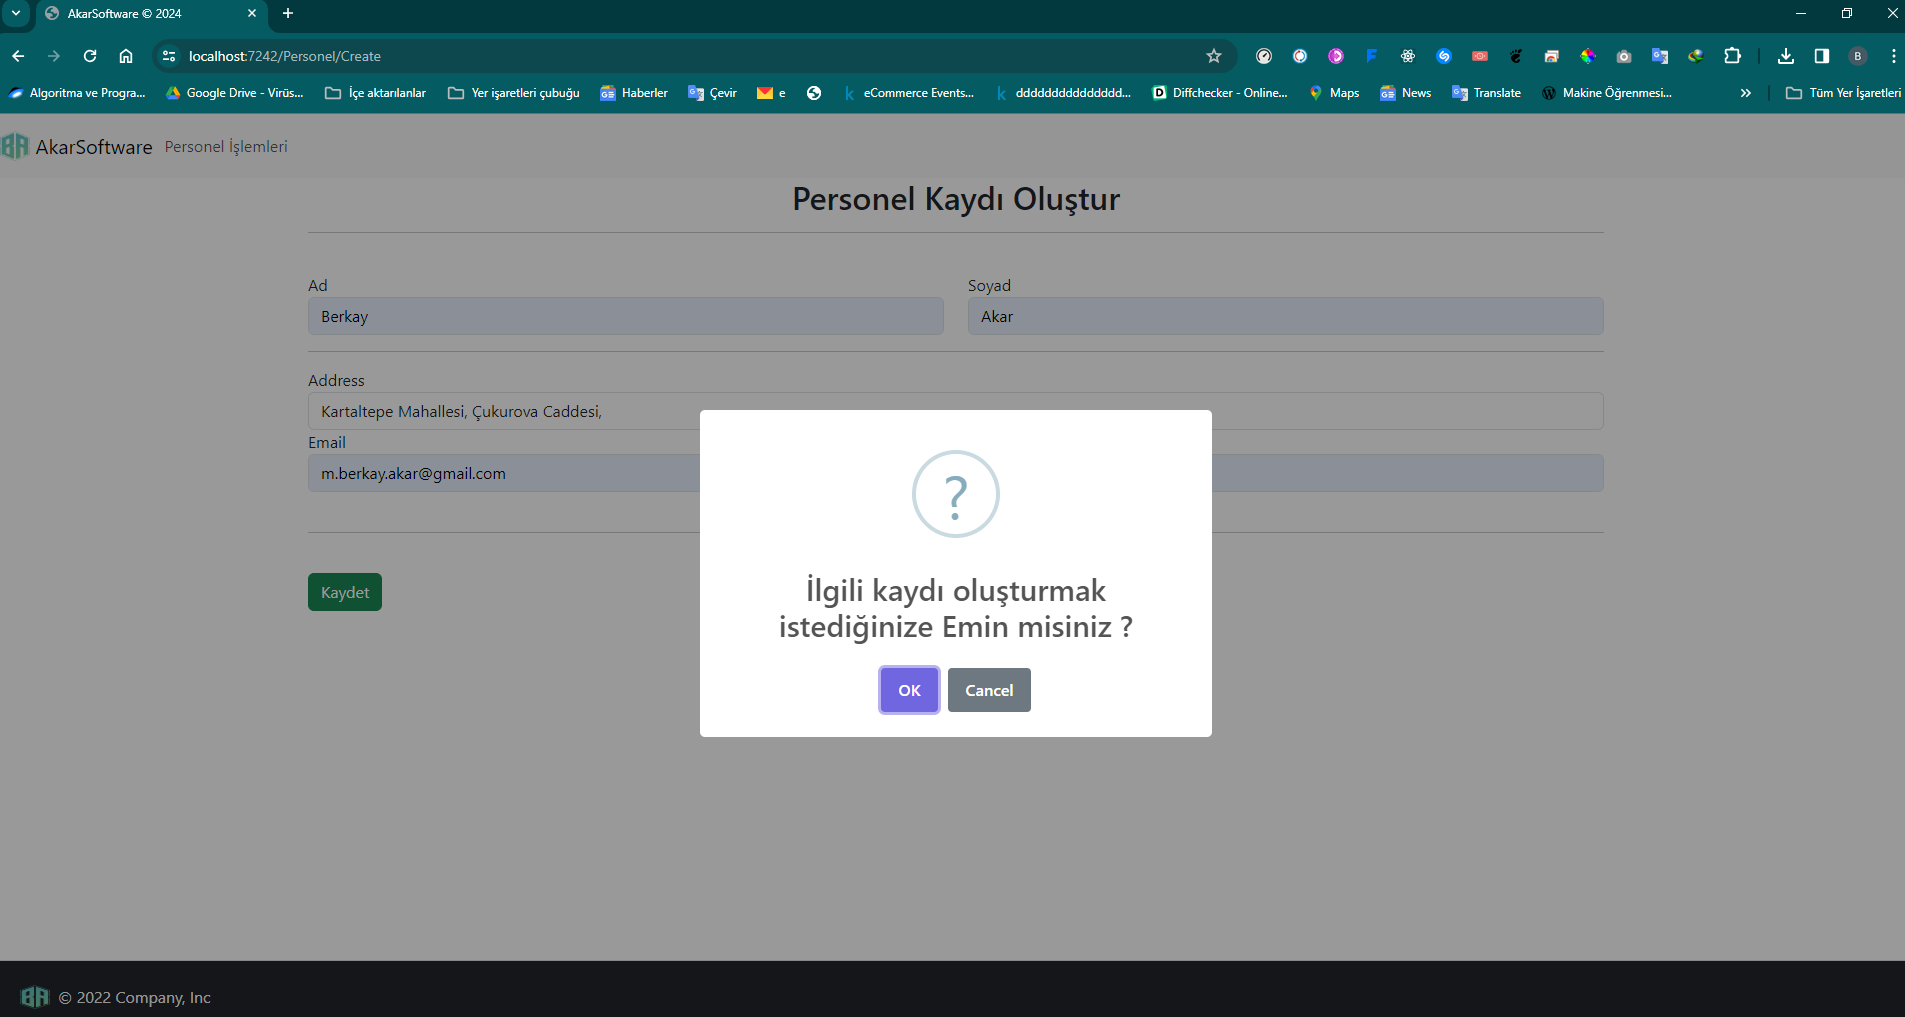 AkarSoftware © 2024
localhost:7242/Personel/Create
B
Algoritma ve Progra... Google Drive - Virüs... İçe aktarılanlar Yer işaretleri çubuğu Haberler Çevir e eCommerce Events... ddddddddddddddd... Diffchecker - Online... Maps News Translate Makine Öğrenmesi... Tüm Yer İşaretleri
AkarSoftware Personel İşlemleri
Personel Kaydı Oluştur
Ad Soyad
Berkay Akar
Address
Kartaltepe Mahallesi, Çukurova Caddesi,
Email
m.berkay.akar@gmail.com
?
İlgili kaydı oluşturmak
istediğinize Emin misiniz ?
Kaydet
OK Cancel
© 2022 Company, Inc